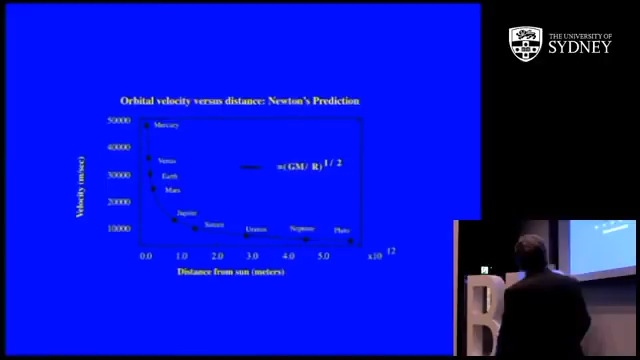 THE UNIVERSITY OF
SYDNEY
Orbital velocity versus distance: Newton's Prediction
50000
40000
30000
20000
10000
Velocity (m/sec)
Mercury
Venus
Earth
Mars
Jupiter
Saturn
Uranus
Neptune
Pluto
=(GM/ R)1/2
0.0 1.0 2.0 3.0 4.0 5.0 x10 12
Distance from sun (meters)
B